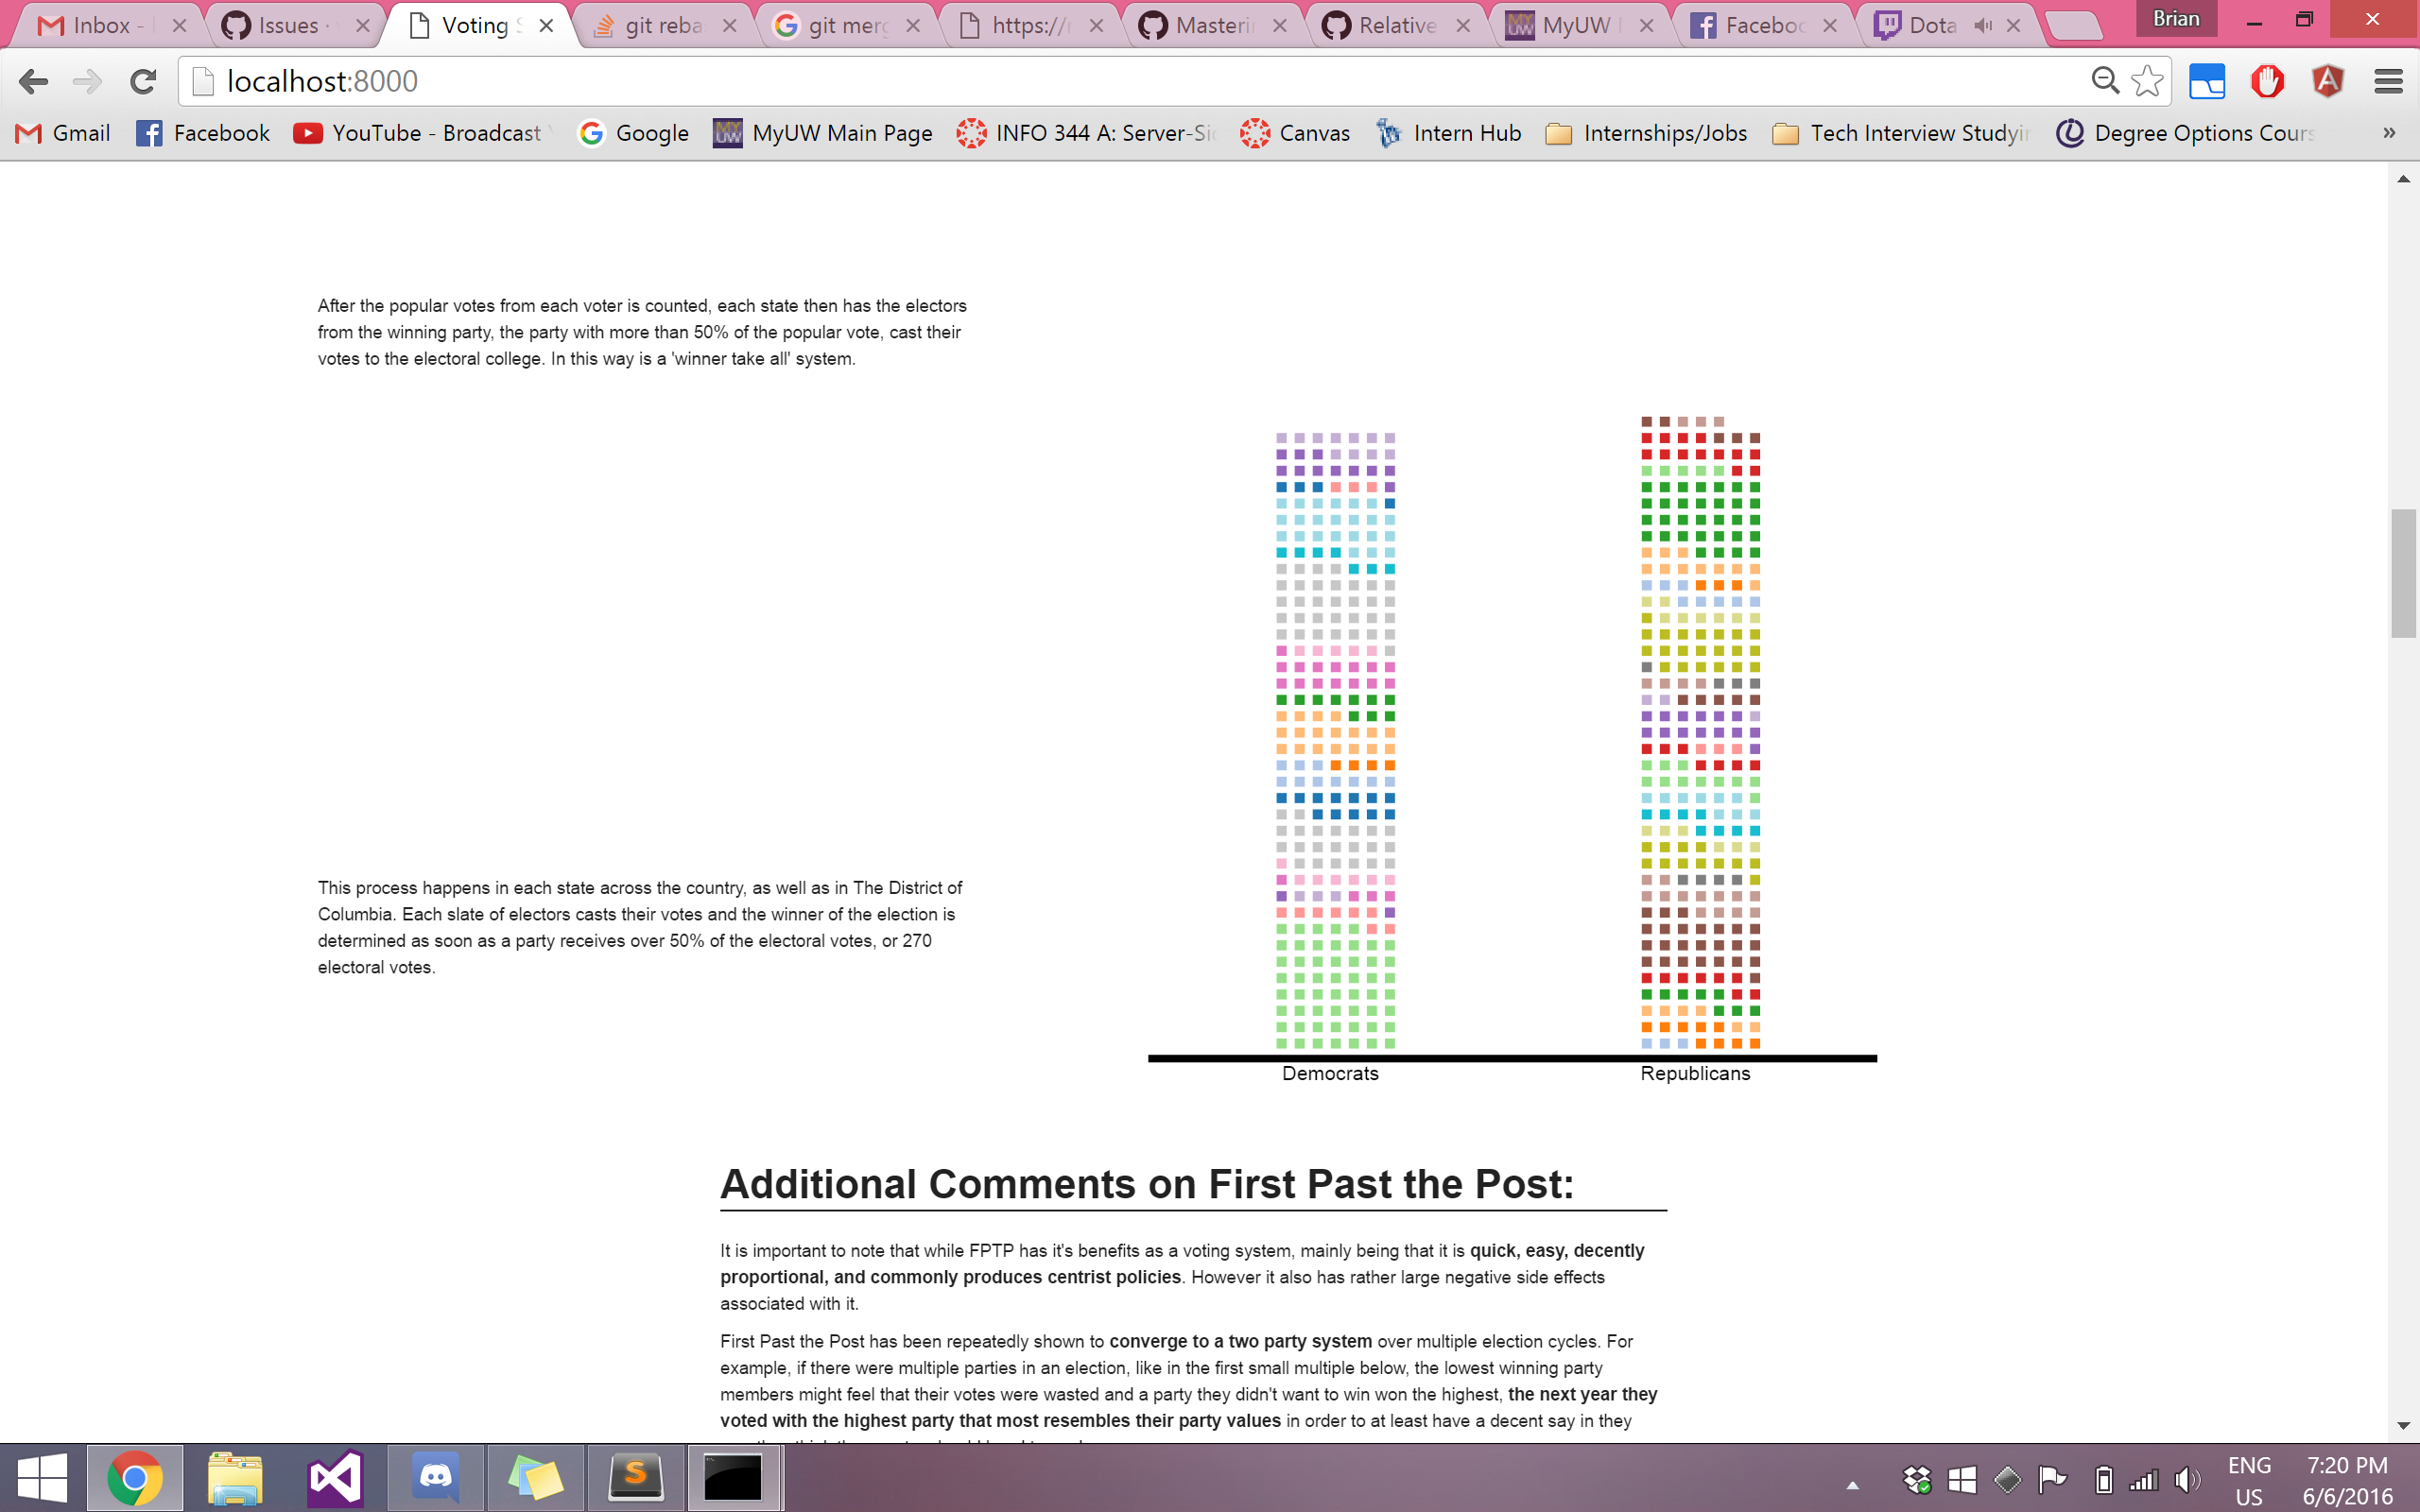 Inbox -
Issues ·
Voting S
git reba
git merg
https://r
Masterin
Relative
MyUW
Faceboo
Dota
Brian
localhost:8000
Gmail
Facebook
YouTube - Broadcast
Google
MyUW Main Page
INFO 344 A: Server-Si
Canvas
Intern Hub
Internships/Jobs
Tech Interview Studyin
Degree Options Cours
»
After the popular votes from each voter is counted, each state then has the electors
from the winning party, the party with more than 50% of the popular vote, cast their
votes to the electoral college. In this way is a 'winner take all' system.
This process happens in each state across the country, as well as in The District of
Columbia. Each slate of electors casts their votes and the winner of the election is
determined as soon as a party receives over 50% of the electoral votes, or 270
electoral votes.
Democrats
Republicans
Additional Comments on First Past the Post:
It is important to note that while FPTP has it's benefits as a voting system, mainly being that it is quick, easy, decently
proportional, and commonly produces centrist policies. However it also has rather large negative side effects
associated with it.
First Past the Post has been repeatedly shown to converge to a two party system over multiple election cycles. For
example, if there were multiple parties in an election, like in the first small multiple below, the lowest winning party
members might feel that their votes were wasted and a party they didn't want to win won the highest, the next year they
voted with the highest party that most resembles their party values in order to at least have a decent say in they
ENG
US
7:20 PM
6/6/2016